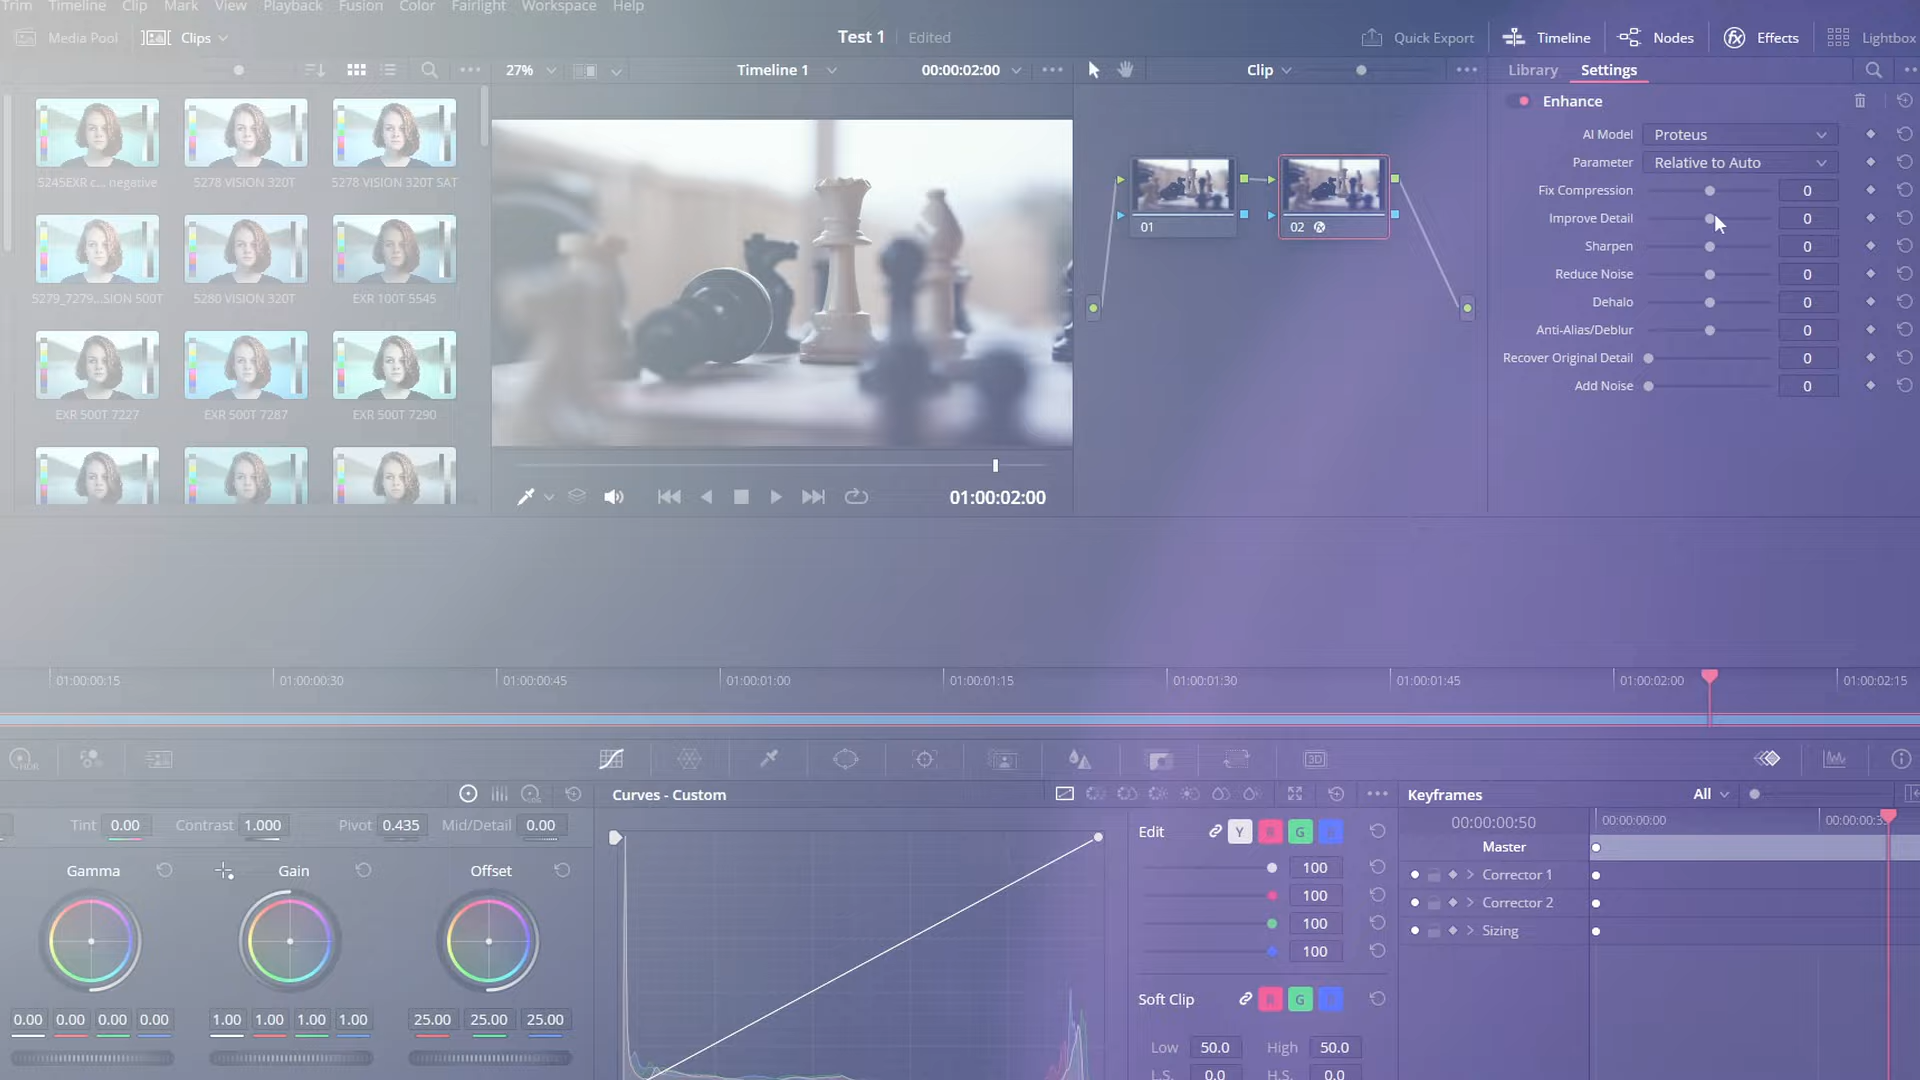 Trim Timeline Clip Mark View Playback Fusion Color Fairlight Workspace Help
Media Pool Clips Test 1 Edited Quick Export Timeline Nodes Effects Lightbox
27% Timeline 1 00:00:02:00 Clip Library Settings
Enhance
AI Model Proteus
Parameter Relative to Auto
Fix Compression 0
Improve Detail 0
Sharpen 0
Reduce Noise 0
Dehalo 0
Anti-Alias/Deblur 0
Recover Original Detail 0
Add Noise 0
5245EXR c... negative 5278 VISION 320T 5278 VISION 320T SAT
5279_7279...SION 500T 5280 VISION 320T EXR 100T 5545
EXR 500T 7227 EXR 500T 7287 EXR 500T 7290
01 02
01:00:02:00
01:00:00:15 01:00:00:30 01:00:00:45 01:00:01:00 01:00:01:15 01:00:01:30 01:00:01:45 01:00:02:00 01:00:02:15
HDR 3D
Tint 0.00 Contrast 1.000 Pivot 0.435 Mid/Detail 0.00
Gamma Gain Offset
0.00 0.00 0.00 0.00 1.00 1.00 1.00 1.00 25.00 25.00 25.00
Curves - Custom
Edit Y R G B
100
100
100
100
Soft Clip R G B
Low 50.0 High 50.0
L.S. 0.0 H.S. 0.0
Keyframes All
00:00:00:50 00:00:00:00
Master
Corrector 1
Corrector 2
Sizing